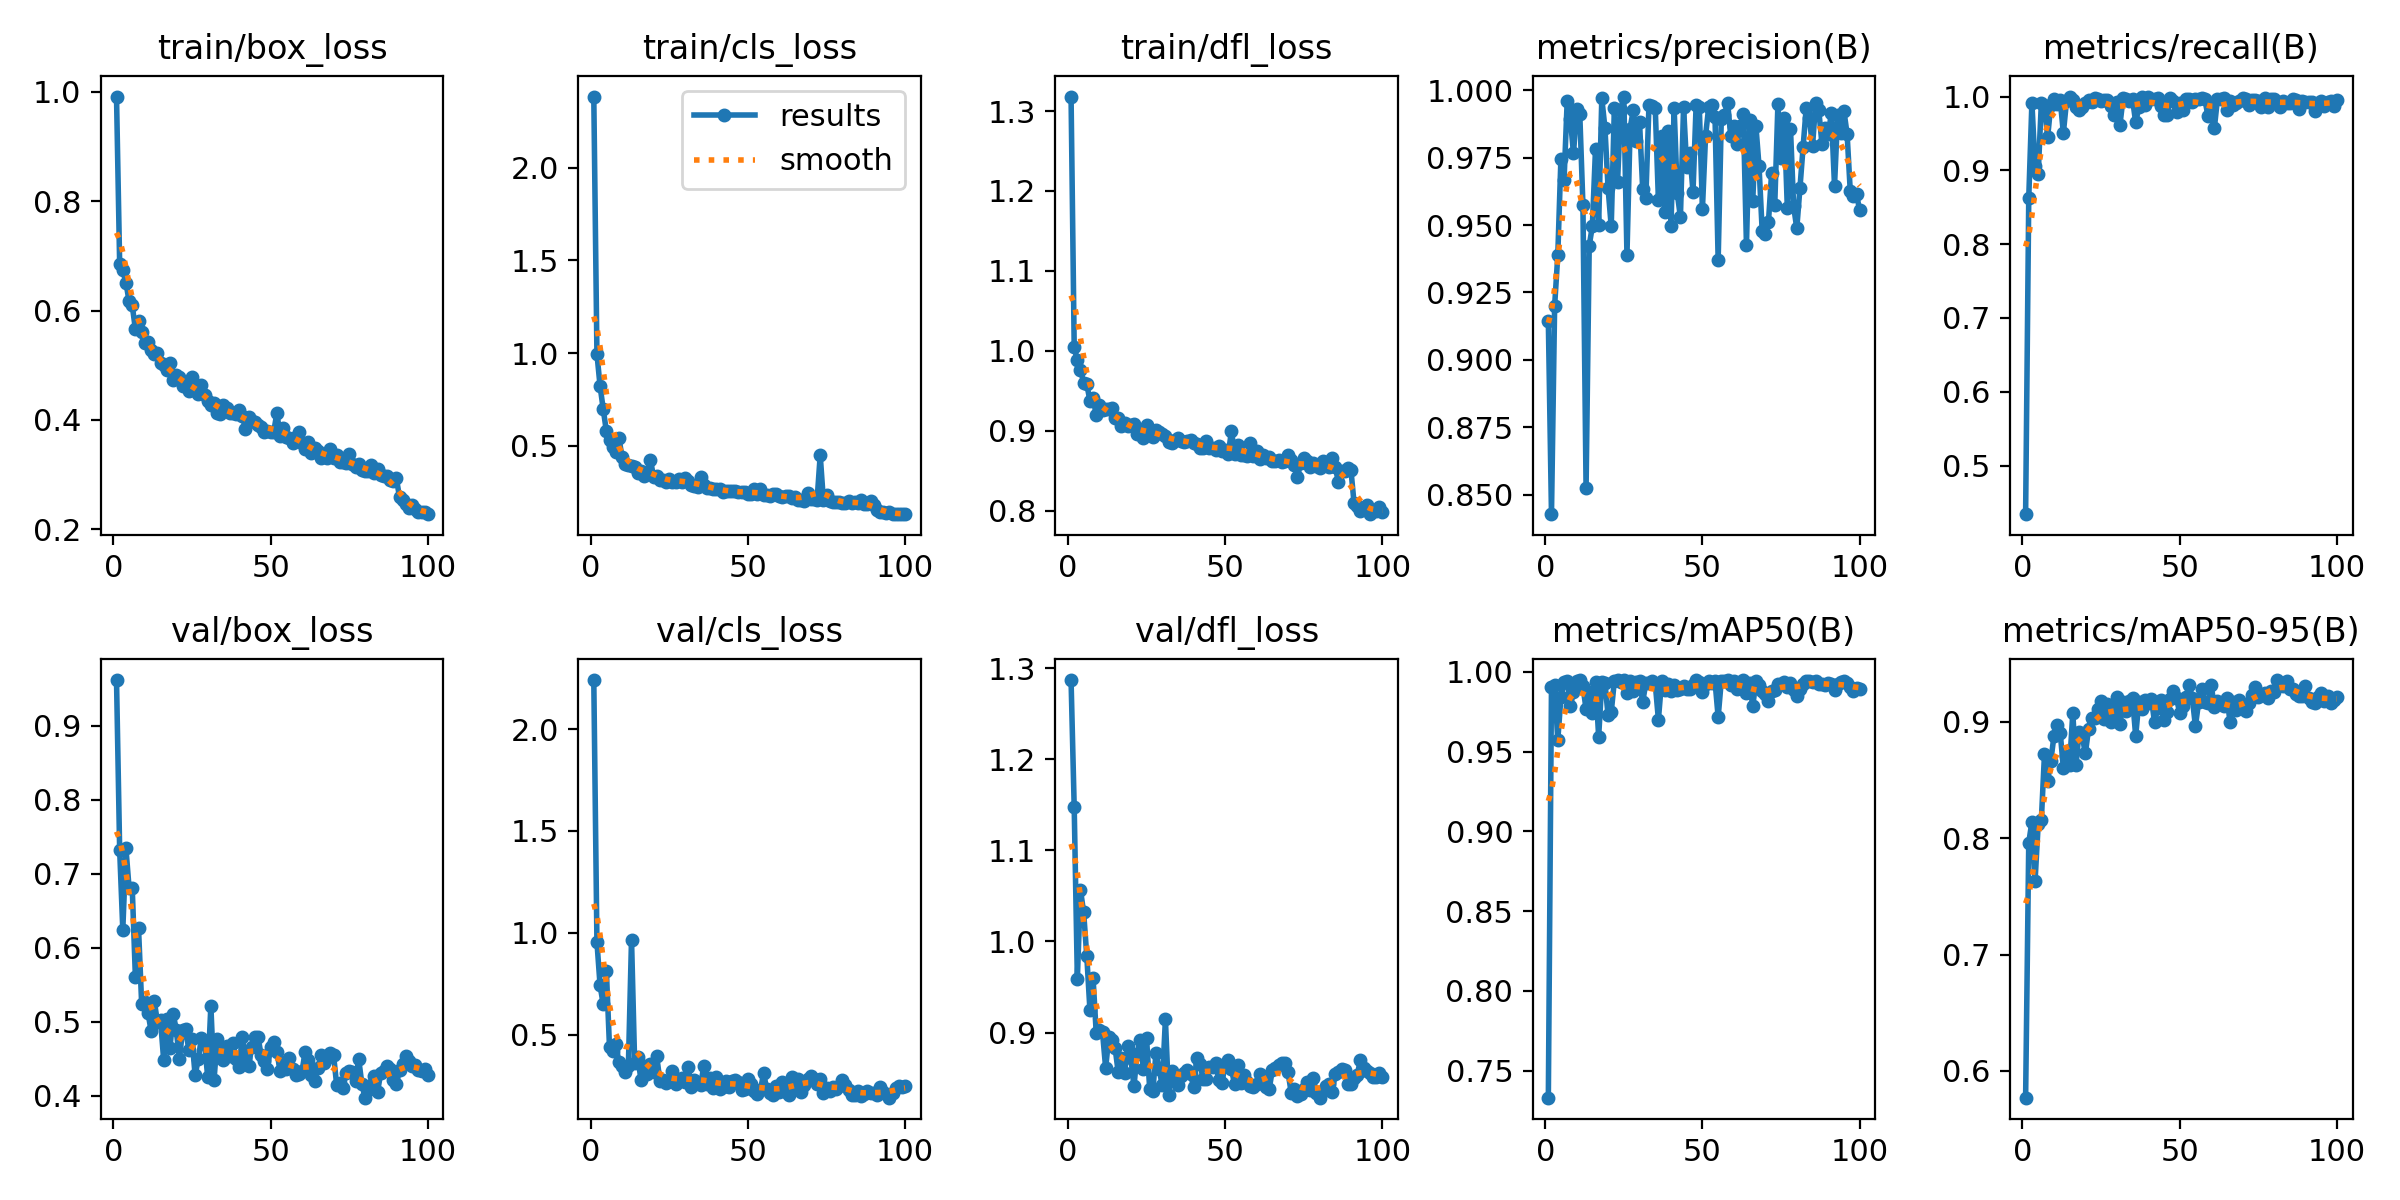 train/box_loss
1.0
0.8
0.6
0.4
0.2
0 50 100
train/cls_loss
results
smooth
2.0
1.5
1.0
0.5
0 50 100
train/dfl_loss
1.3
1.2
1.1
1.0
0.9
0.8
0 50 100
metrics/precision(B)
1.000
0.975
0.950
0.925
0.900
0.875
0.850
0 50 100
metrics/recall(B)
1.0
0.9
0.8
0.7
0.6
0.5
0 50 100
val/box_loss
0.9
0.8
0.7
0.6
0.5
0.4
0 50 100
val/cls_loss
2.0
1.5
1.0
0.5
0 50 100
val/dfl_loss
1.3
1.2
1.1
1.0
0.9
0 50 100
metrics/mAP50(B)
1.00
0.95
0.90
0.85
0.80
0.75
0 50 100
metrics/mAP50-95(B)
0.9
0.8
0.7
0.6
0 50 100